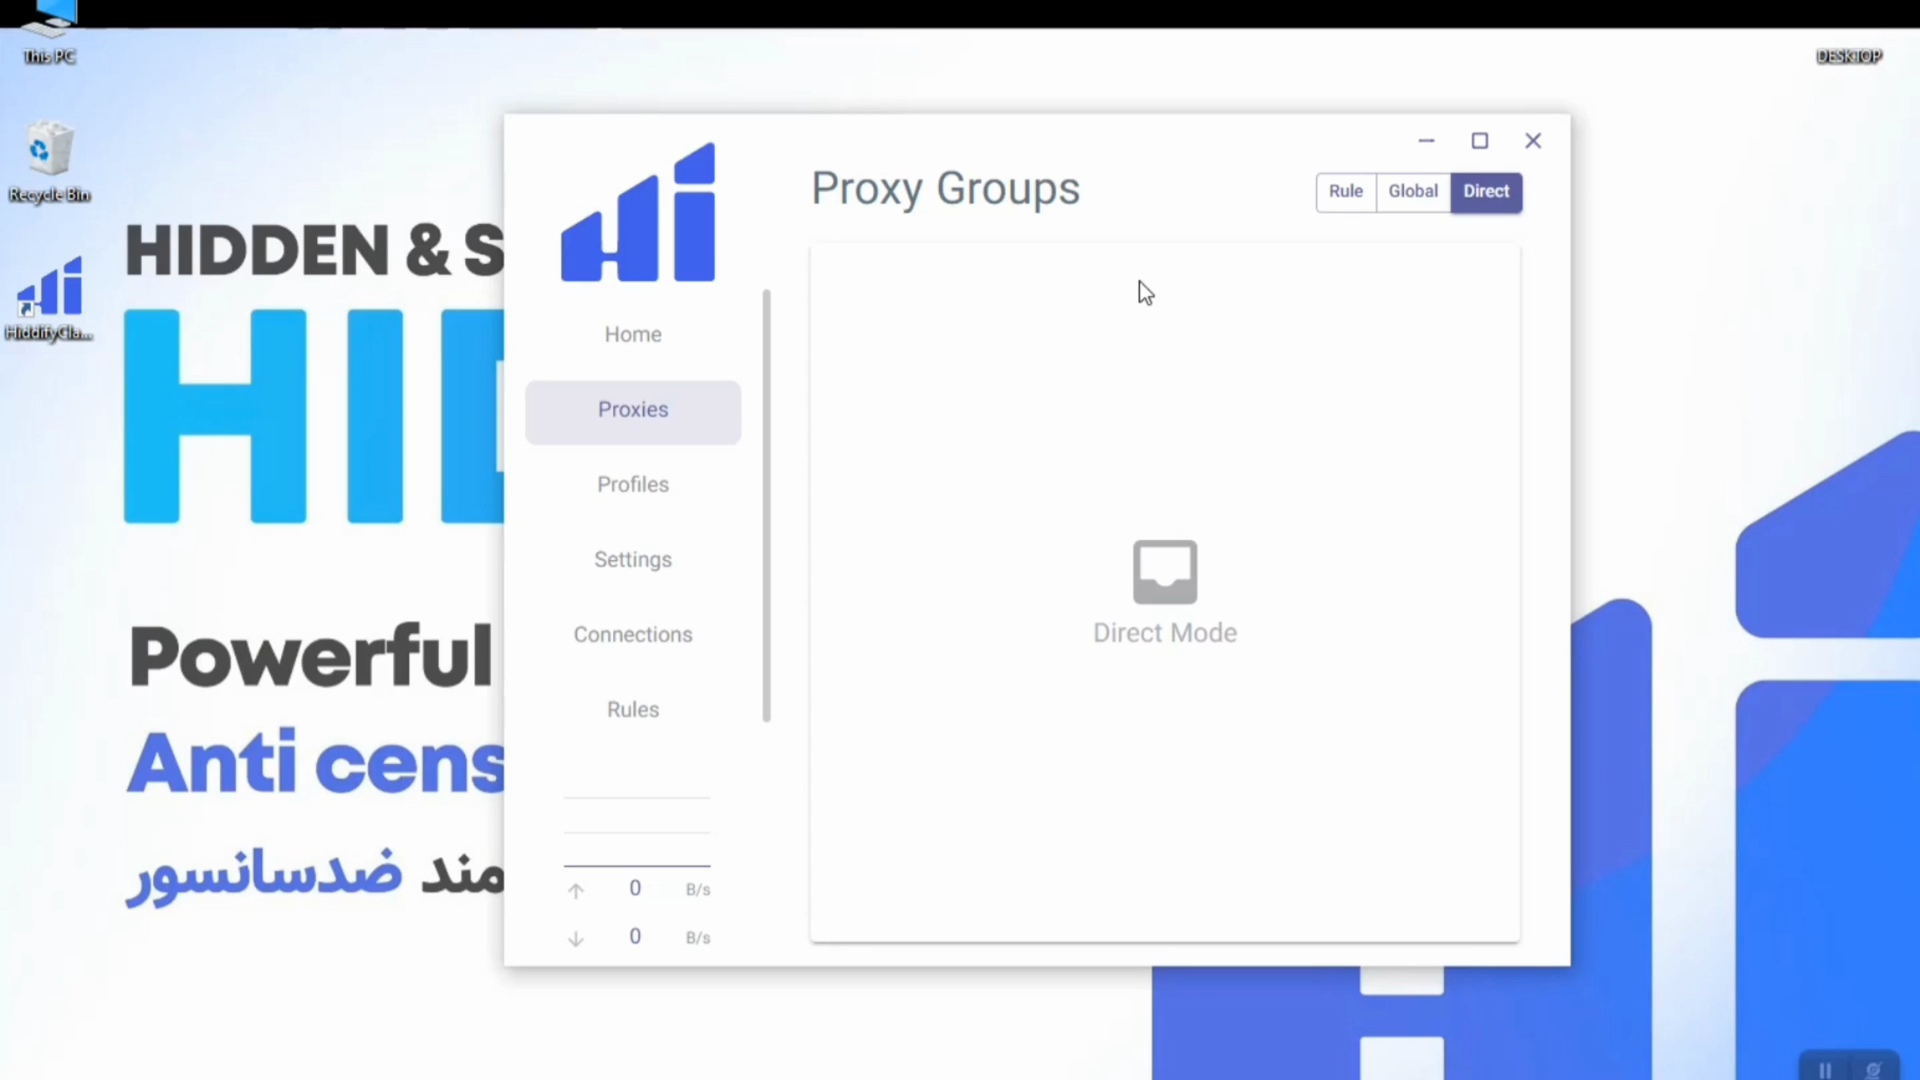 This PC
DESKTOP
Recycle Bin
HiddifyCla...
HIDDEN & S
HID
Powerful
Anti cens
مند ضدسانسور
Proxy Groups
Rule Global Direct
Home
Proxies
Profiles
Settings
Connections
Rules
Direct Mode
↑ 0 B/s
↓ 0 B/s